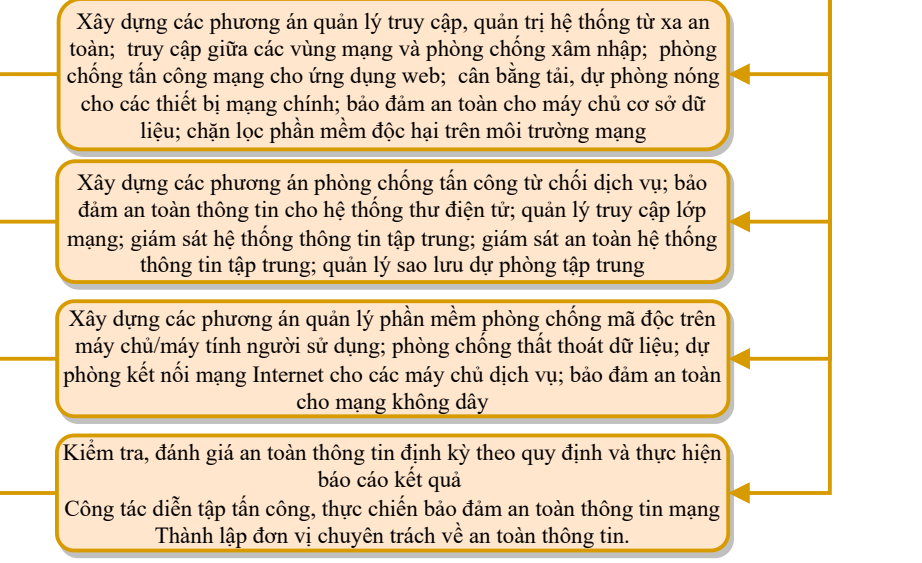 Xây dựng các phương án quản lý truy cập, quản trị hệ thống từ xa an
toàn; truy cập giữa các vùng mạng và phòng chống xâm nhập; phòng
chống tấn công mạng cho ứng dụng web; cân bằng tải, dự phòng nóng
cho các thiết bị mạng chính; bảo đảm an toàn cho máy chủ cơ sở dữ
liệu; chặn lọc phần mềm độc hại trên môi trường mạng
Xây dựng các phương án phòng chống tấn công từ chối dịch vụ; bảo
đảm an toàn thông tin cho hệ thống thư điện tử; quản lý truy cập lớp
mạng; giám sát hệ thống thông tin tập trung; giám sát an toàn hệ thống
thông tin tập trung; quản lý sao lưu dự phòng tập trung
Xây dựng các phương án quản lý phần mềm phòng chống mã độc trên
máy chủ/máy tính người sử dụng; phòng chống thất thoát dữ liệu; dự
phòng kết nối mạng Internet cho các máy chủ dịch vụ; bảo đảm an toàn
cho mạng không dây
Kiểm tra, đánh giá an toàn thông tin định kỳ theo quy định và thực hiện
báo cáo kết quả
Công tác diễn tập tấn công, thực chiến bảo đảm an toàn thông tin mạng
Thành lập đơn vị chuyên trách về an toàn thông tin.